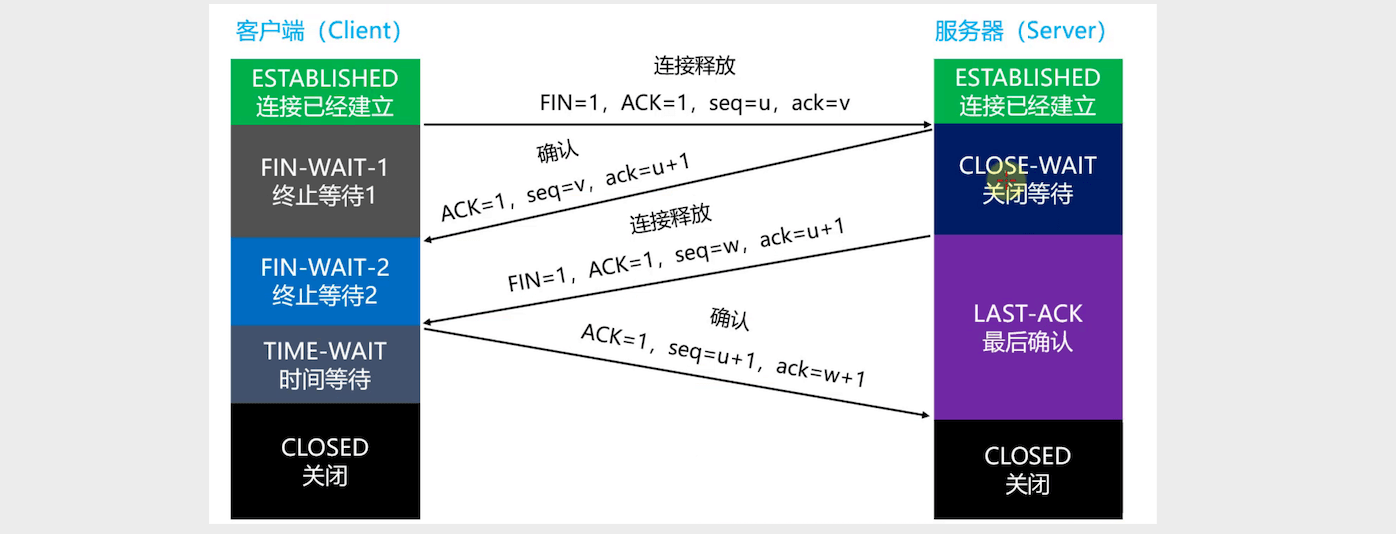 客户端（Client）
服务器（Server）
ESTABLISHED
连接已经建立
FIN-WAIT-1
终止等待1
FIN-WAIT-2
终止等待2
TIME-WAIT
时间等待
CLOSED
关闭
连接释放
FIN=1，ACK=1，seq=u，ack=v
确认
ACK=1，seq=v，ack=u+1
连接释放
FIN=1，ACK=1，seq=w，ack=u+1
确认
ACK=1，seq=u+1，ack=w+1
ESTABLISHED
连接已经建立
CLOSE-WAIT
关闭等待
LAST-ACK
最后确认
CLOSED
关闭